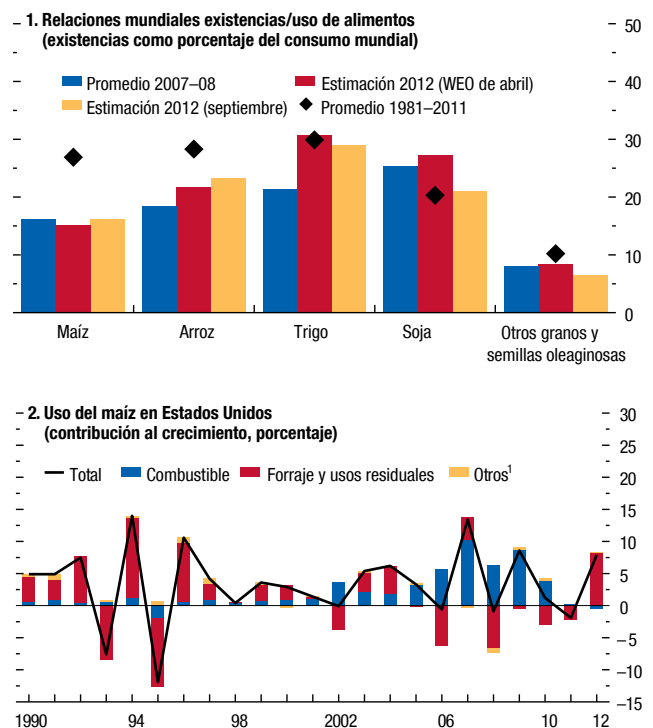 1. Relaciones mundiales existencias/uso de alimentos
(existencias como porcentaje del consumo mundial)
Promedio 2007–08
Estimación 2012 (WEO de abril)
Estimación 2012 (septiembre)
Promedio 1981–2011
50
40
30
20
10
0
Maíz
Arroz
Trigo
Soja
Otros granos y
semillas oleaginosas
2. Uso del maíz en Estados Unidos
(contribución al crecimiento, porcentaje)
Total
Combustible
Forraje y usos residuales
Otros¹
30
25
20
15
10
5
0
–5
–10
–15
1990
94
98
2002
06
10
12